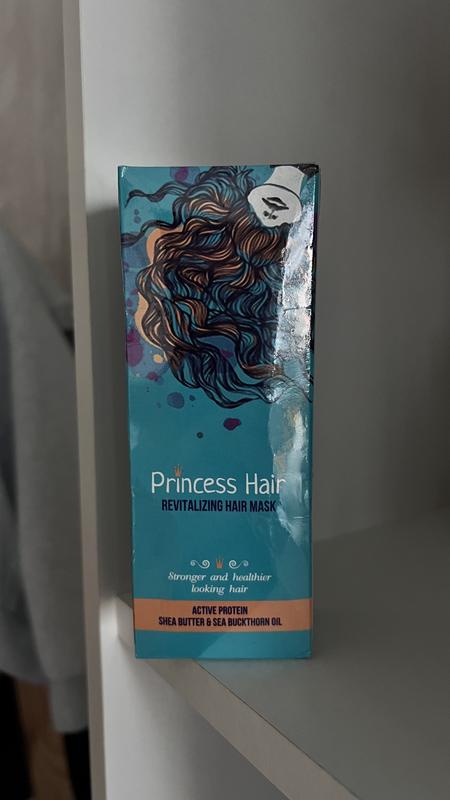 Princess Hair
REVITALIZING HAIR MASK
Stronger and healthier
looking hair
ACTIVE PROTEIN
SHEA BUTTER & SEA BUCKTHORN OIL